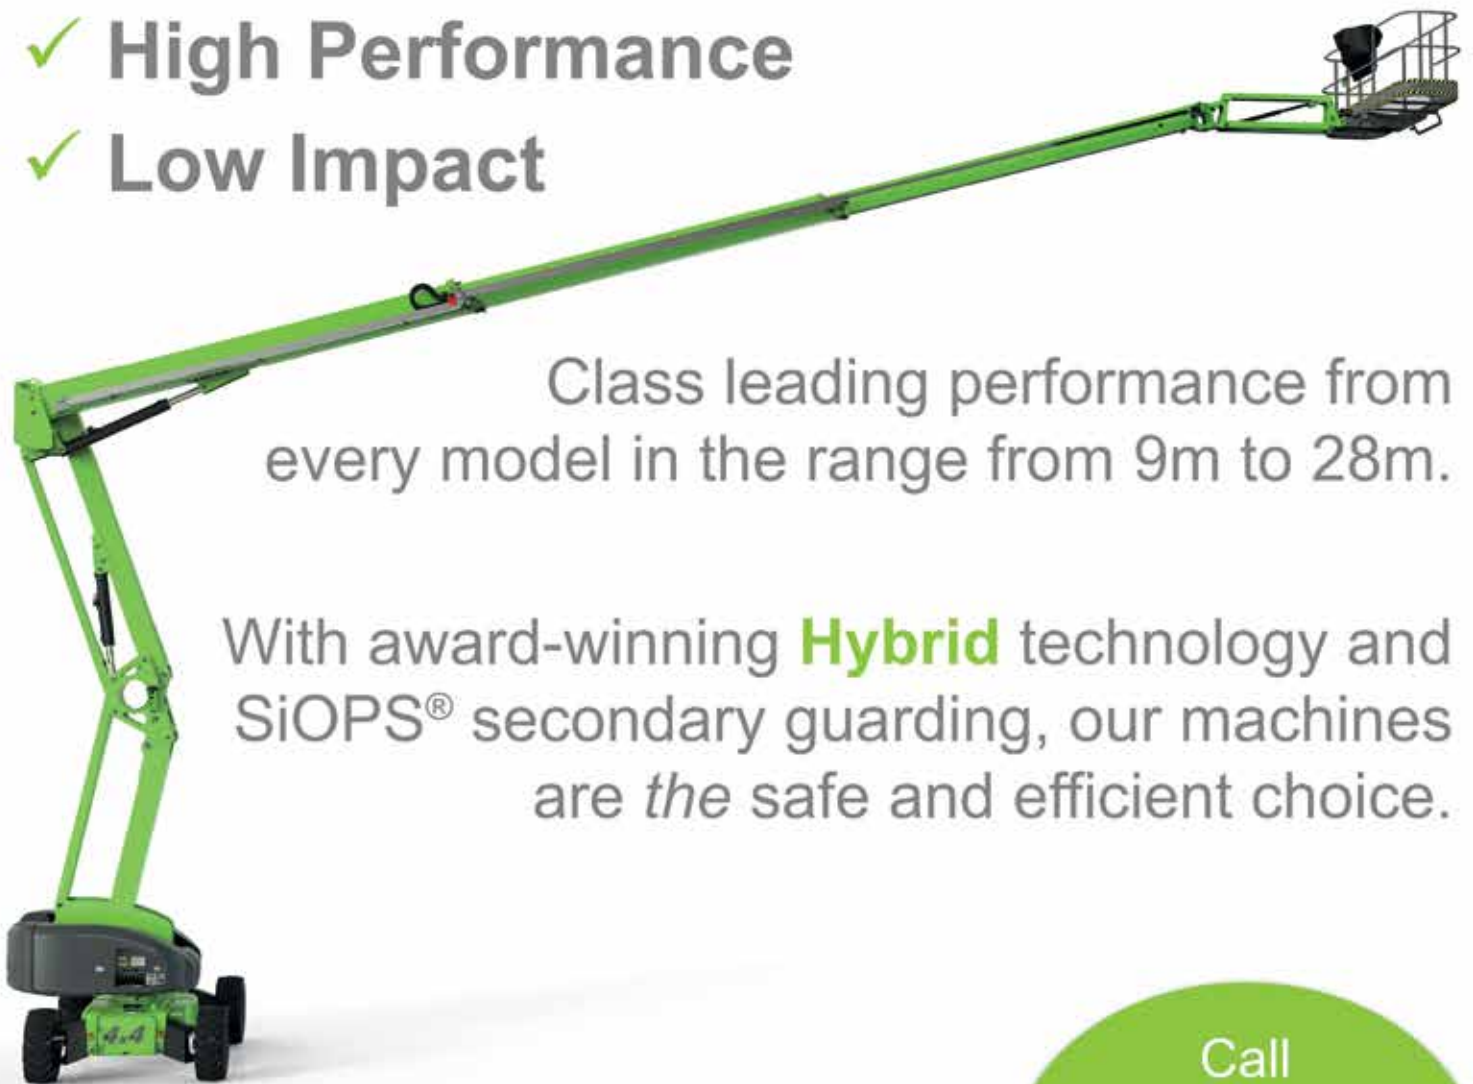 ✓ High Performance
✓ Low Impact
Class leading performance from
every model in the range from 9m to 28m.
With award-winning Hybrid technology and
SiOPS® secondary guarding, our machines
are the safe and efficient choice.
4x4
Call